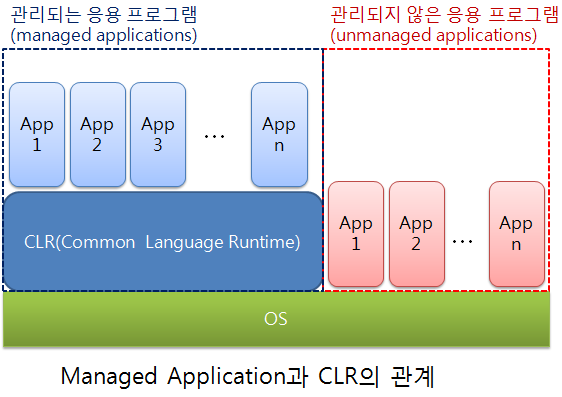 관리되는 응용 프로그램
(managed applications)
관리되지 않은 응용 프로그램
(unmanaged applications)
App
1
App
2
App
3
...
App
n
CLR(Common Language Runtime)
App
1
App
2
...
App
n
OS
Managed Application과 CLR의 관계